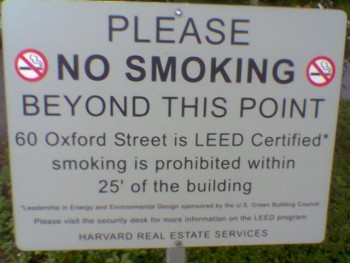 PLEASE
NO SMOKING
BEYOND THIS POINT
60 Oxford Street is LEED Certified*
smoking is prohibited within
25' of the building
*Leadership in Energy and Environmental Design sponsored by the U.S. Green Building Council
Please visit the security desk for more information on the LEED program
HARVARD REAL ESTATE SERVICES